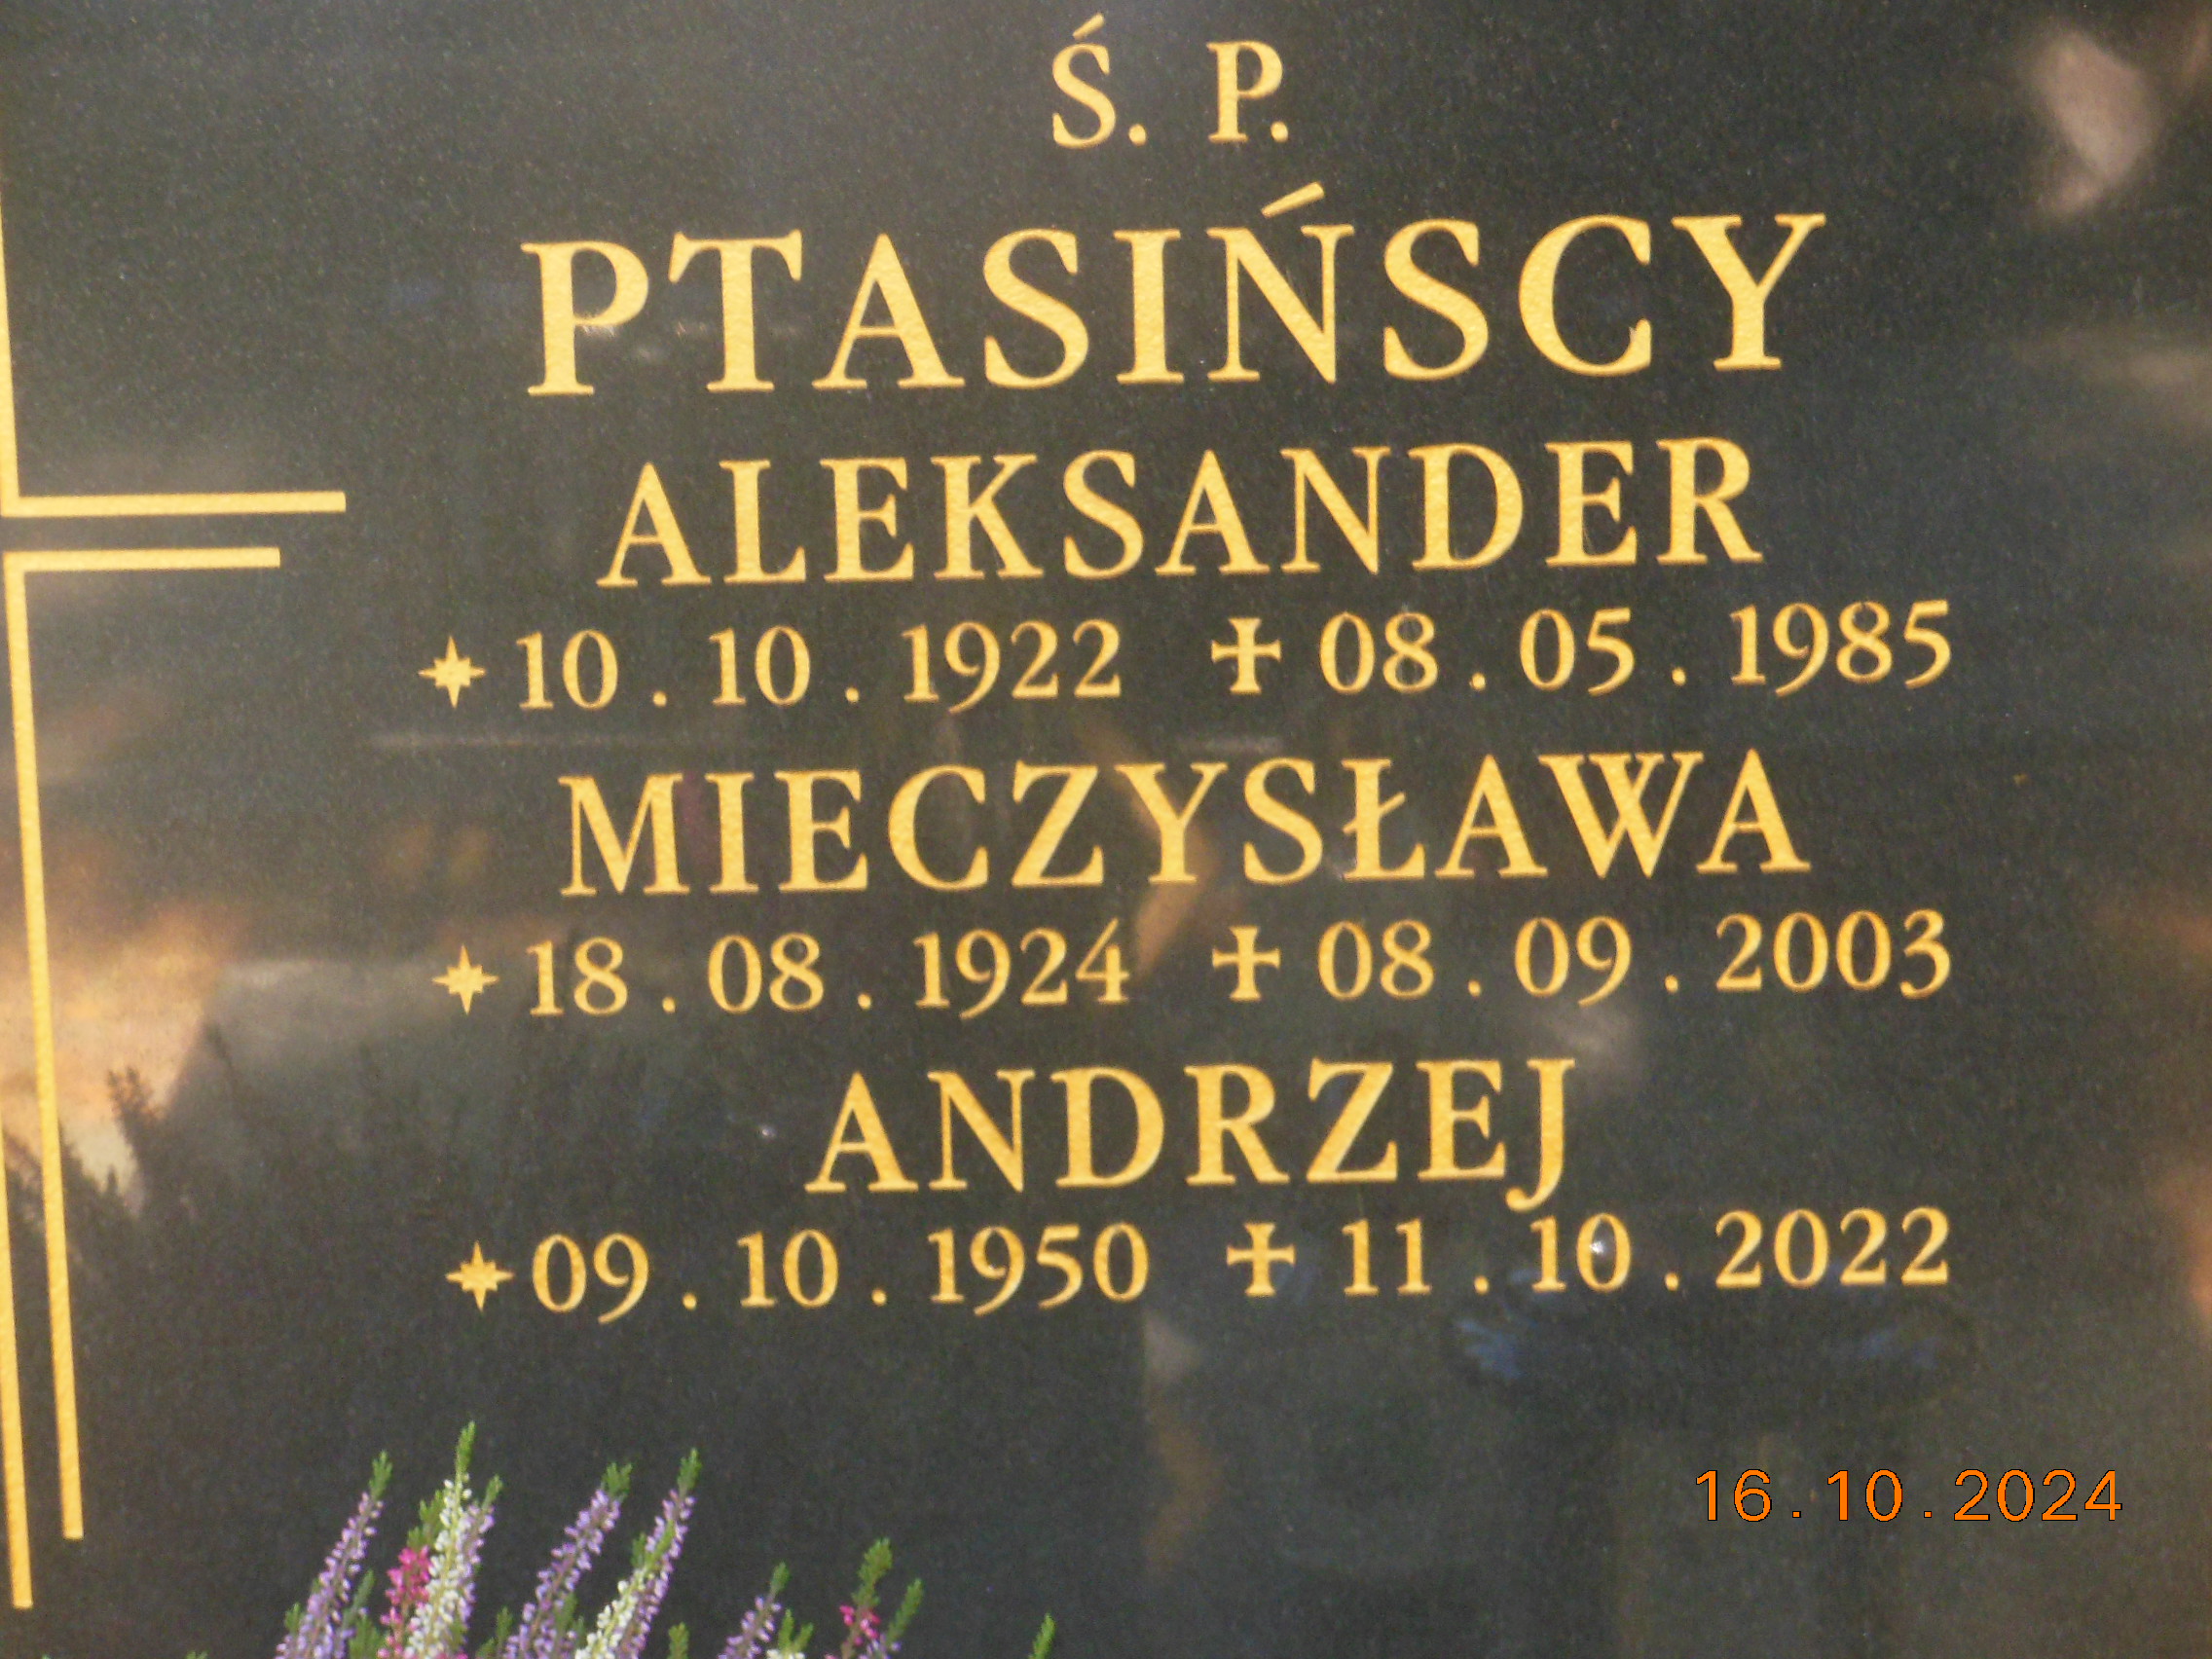 Ś. P.
PTASIŃSCY
ALEKSANDER
10 . 10 . 1922 08 . 05 . 1985
MIECZYSŁAWA
18 . 08 . 1924 08 . 09 . 2003
ANDRZEJ
09 . 10 . 1950 11 . 10 . 2022
16.10.2024